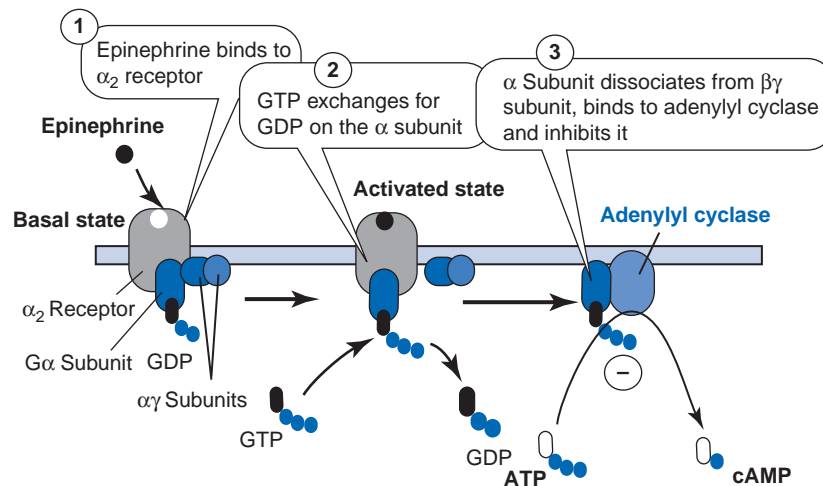 1
Epinephrine binds to
α2 receptor
2
GTP exchanges for
GDP on the α subunit
3
α Subunit dissociates from βγ
subunit, binds to adenylyl cyclase
and inhibits it
Epinephrine
Basal state
Activated state
Adenylyl cyclase
α2 Receptor
Gα Subunit
GDP
αγ Subunits
GTP
GDP
−
ATP
cAMP